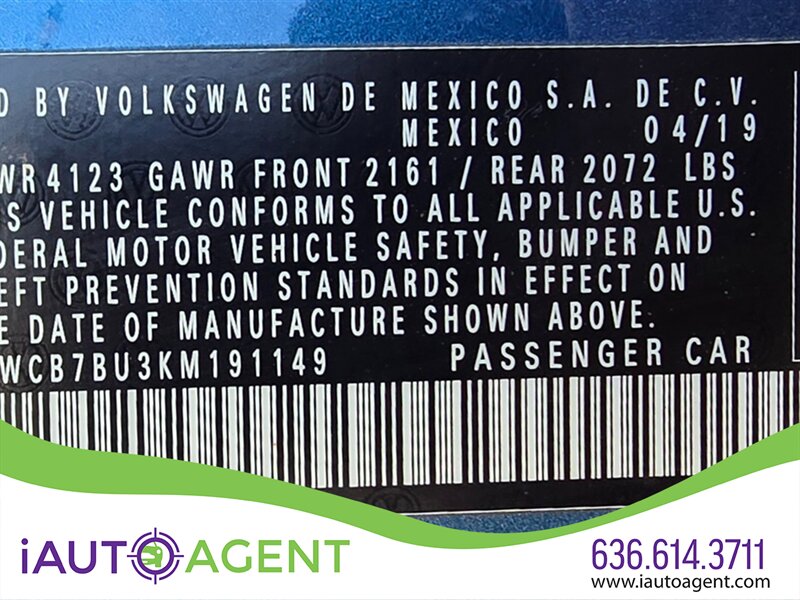 D BY VOLKSWAGEN DE MEXICO S.A. DE C.V.
MEXICO 04/19
WR 4123 GAWR FRONT 2161 / REAR 2072 LBS
S VEHICLE CONFORMS TO ALL APPLICABLE U.S.
DERAL MOTOR VEHICLE SAFETY, BUMPER AND
EFT PREVENTION STANDARDS IN EFFECT ON
E DATE OF MANUFACTURE SHOWN ABOVE.
WCB7BU3KM191149 PASSENGER CAR
iAUTOAGENT
636.614.3711
www.iautoagent.com